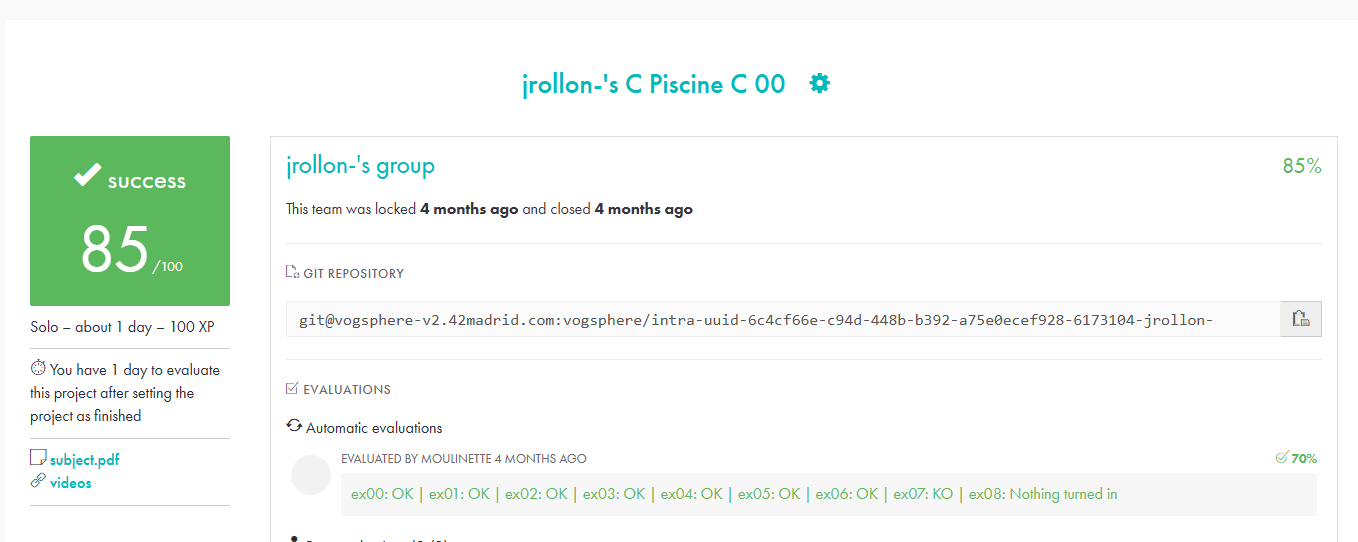 jrollon-'s C Piscine C 00
success
85 /100
Solo – about 1 day – 100 XP
You have 1 day to evaluate
this project after setting the
project as finished
subject.pdf
videos
jrollon-'s group 85%
This team was locked 4 months ago and closed 4 months ago
GIT REPOSITORY
git@vogsphere-v2.42madrid.com:vogsphere/intra-uuid-6c4cf66e-c94d-448b-b392-a75e0ecef928-6173104-jrollon-
EVALUATIONS
Automatic evaluations
EVALUATED BY MOULINETTE 4 MONTHS AGO 70%
ex00: OK | ex01: OK | ex02: OK | ex03: OK | ex04: OK | ex05: OK | ex06: OK | ex07: KO | ex08: Nothing turned in